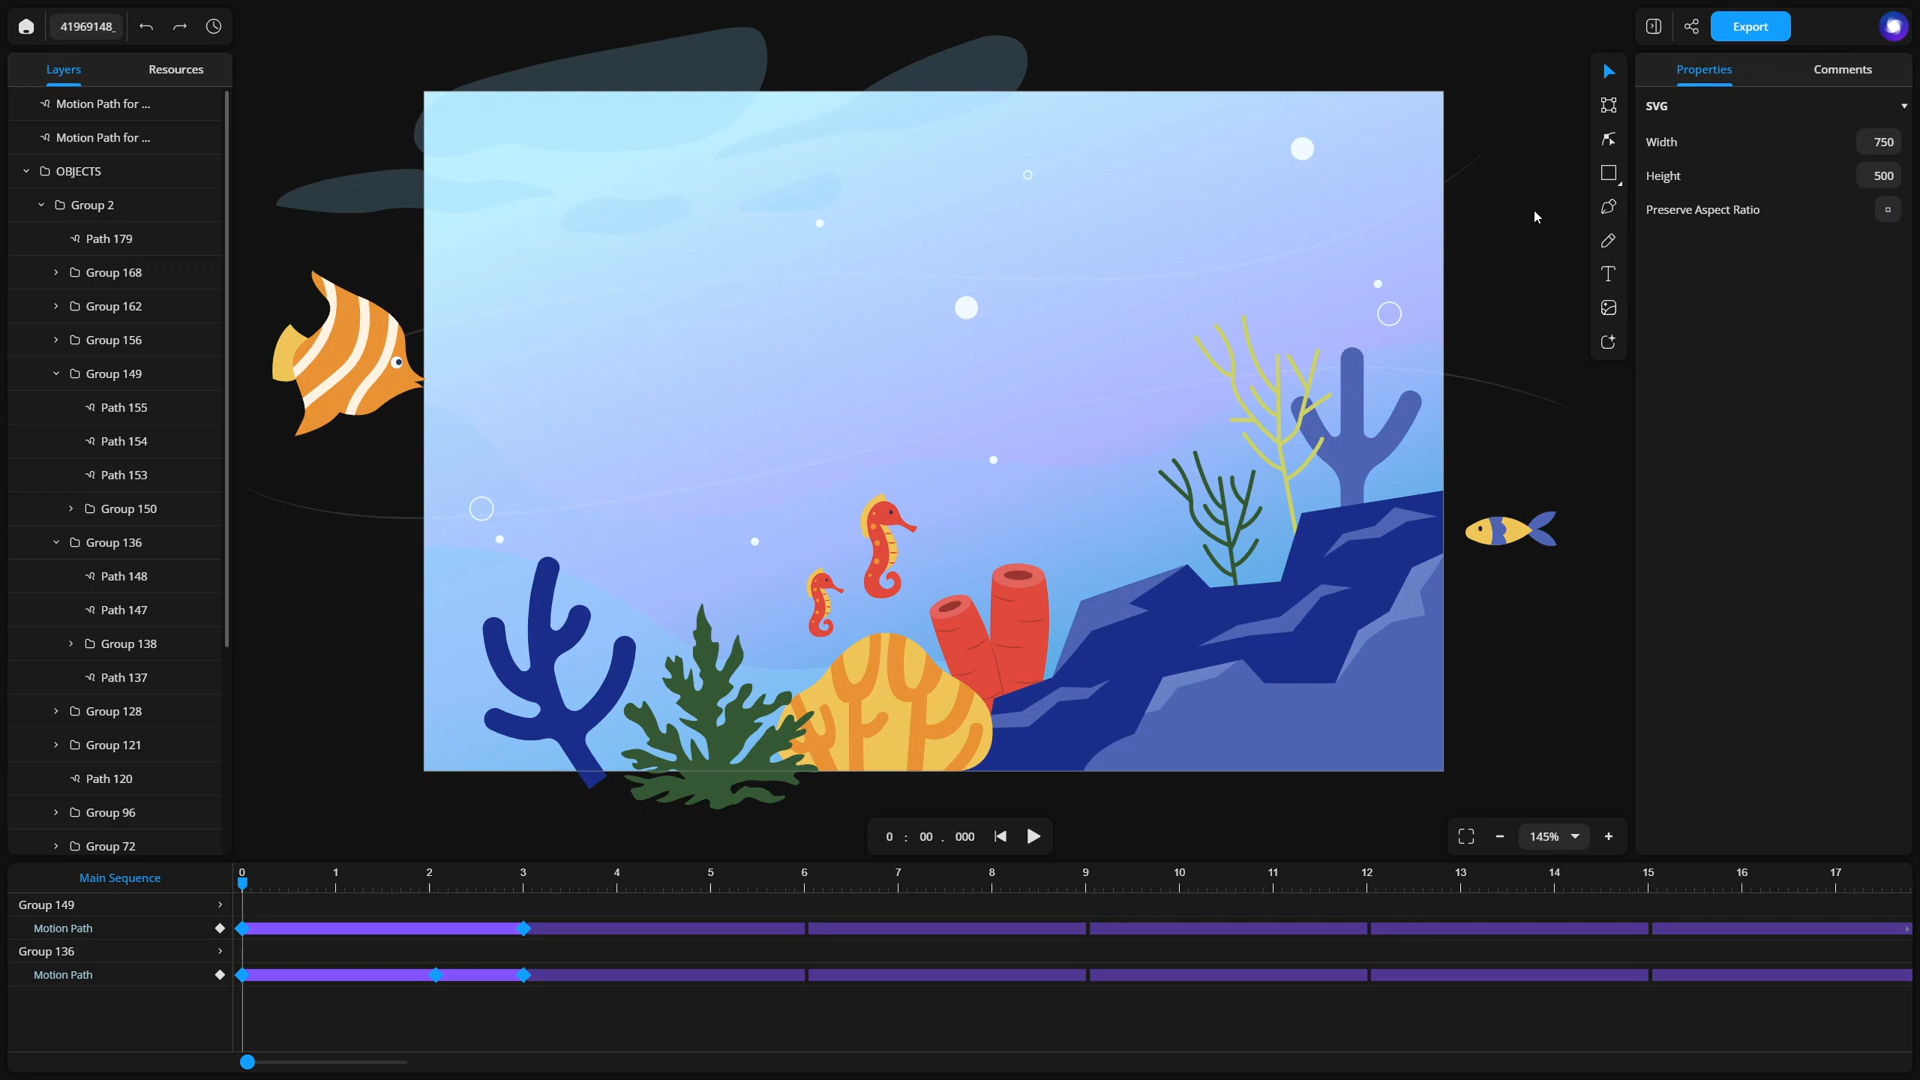 41969148_
Export
Layers
Resources
Properties
Comments
Motion Path for ...
Motion Path for ...
OBJECTS
Group 2
Path 179
Group 168
Group 162
Group 156
Group 149
Path 155
Path 154
Path 153
Group 150
Group 136
Path 148
Path 147
Group 138
Path 137
Group 128
Group 121
Path 120
Group 96
Group 72
SVG
Width 750
Height 500
Preserve Aspect Ratio
0 : 00 . 000
145%
Main Sequence
0 1 2 3 4 5 6 7 8 9 10 11 12 13 14 15 16 17
Group 149
Motion Path
Group 136
Motion Path